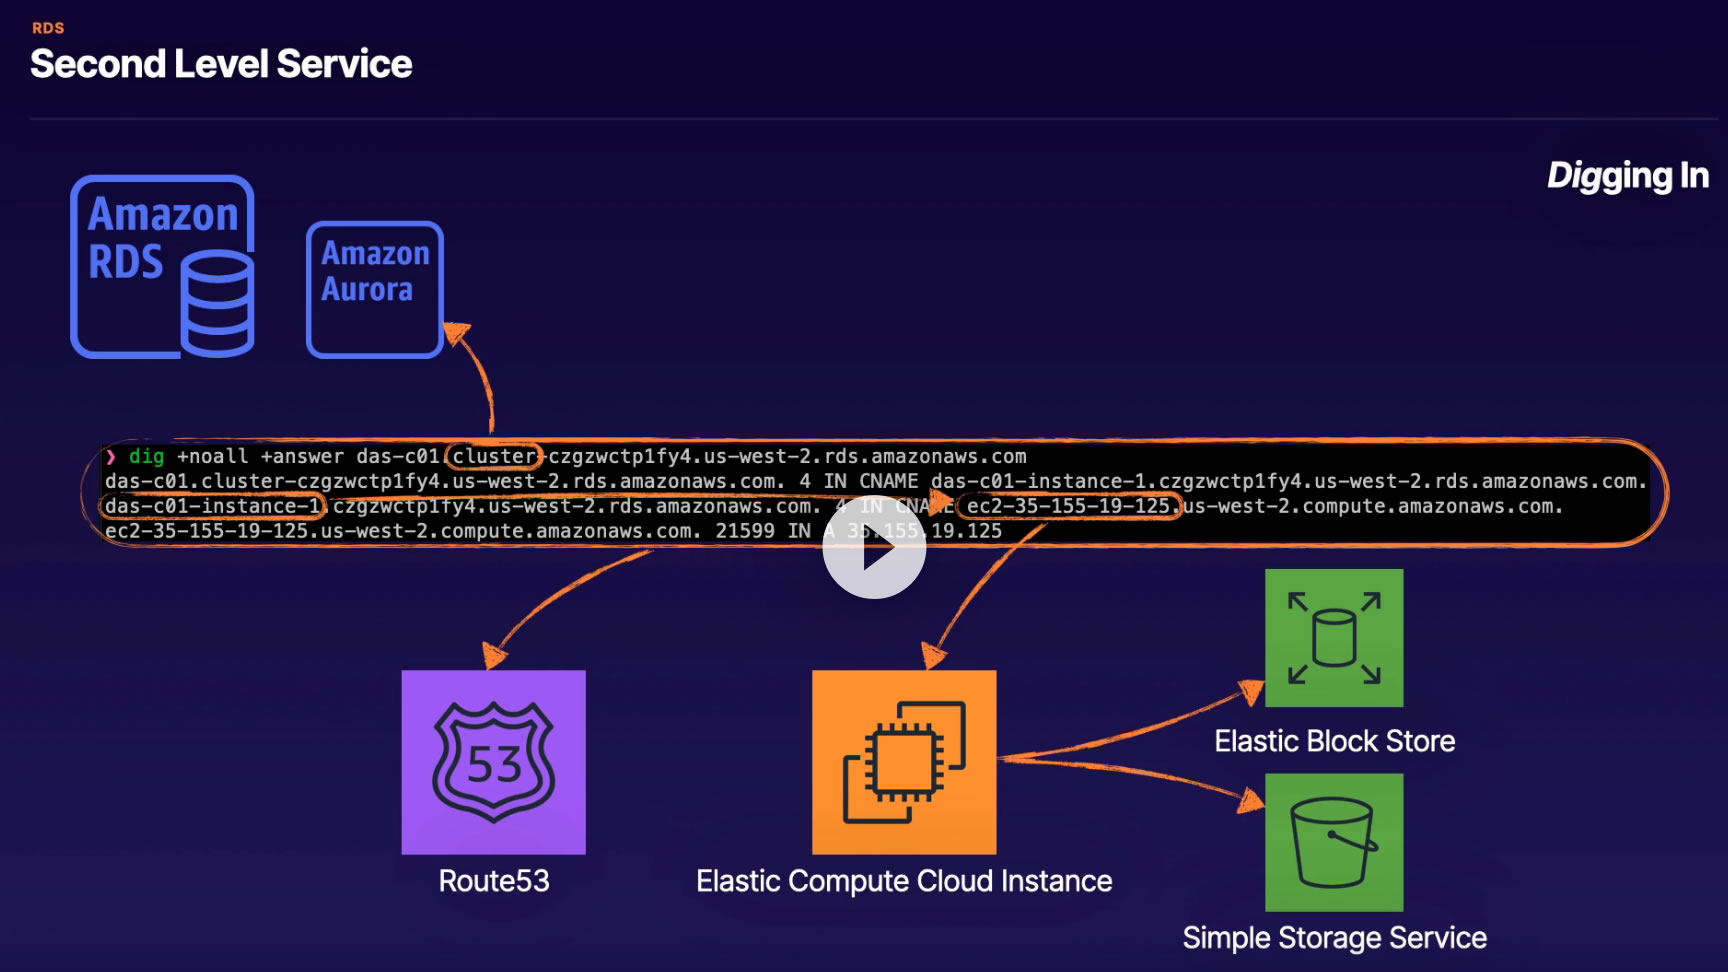 RDS
Second Level Service
Digging In
Amazon
RDS
Amazon
Aurora
❯ dig +noall +answer das-c01.cluster-czgzwctp1fy4.us-west-2.rds.amazonaws.com
das-c01.cluster-czgzwctp1fy4.us-west-2.rds.amazonaws.com. 4 IN CNAME das-c01-instance-1.czgzwctp1fy4.us-west-2.rds.amazonaws.com.
das-c01-instance-1.czgzwctp1fy4.us-west-2.rds.amazonaws.com. 4 IN CNAME ec2-35-155-19-125.us-west-2.compute.amazonaws.com.
ec2-35-155-19-125.us-west-2.compute.amazonaws.com. 21599 IN A 35.155.19.125
53
Route53
Elastic Compute Cloud Instance
Elastic Block Store
Simple Storage Service